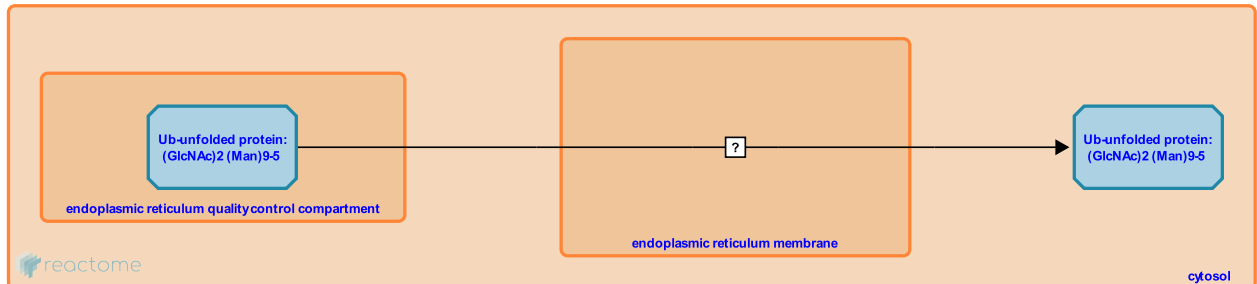 Ub-unfolded protein:
(GlcNAc)2 (Man)9-5
endoplasmic reticulum quality control compartment
?
endoplasmic reticulum membrane
Ub-unfolded protein:
(GlcNAc)2 (Man)9-5
reactome
cytosol